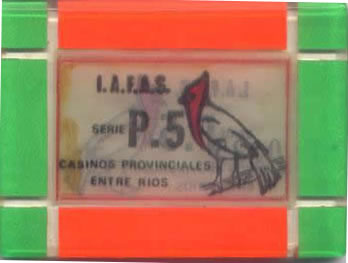 I.A.F.A.S.
SERIE P.5.
CASINOS PROVINCIALES
ENTRE RIOS